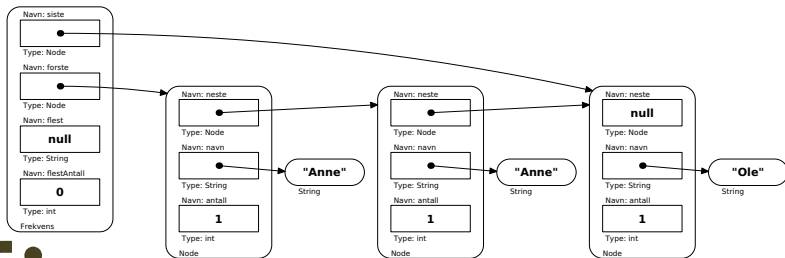 Navn: siste
Type: Node
Navn: forste
Type: Node
Navn: flest
null
Type: String
Navn: flestAntall
0
Type: int
Frekvens
Navn: neste
Type: Node
Navn: navn
Type: String
Navn: antall
1
Type: int
Node
"Anne"
String
Navn: neste
Type: Node
Navn: navn
Type: String
Navn: antall
1
Type: int
Node
"Anne"
String
Navn: neste
null
Type: Node
Navn: navn
Type: String
Navn: antall
1
Type: int
Node
"Ole"
String